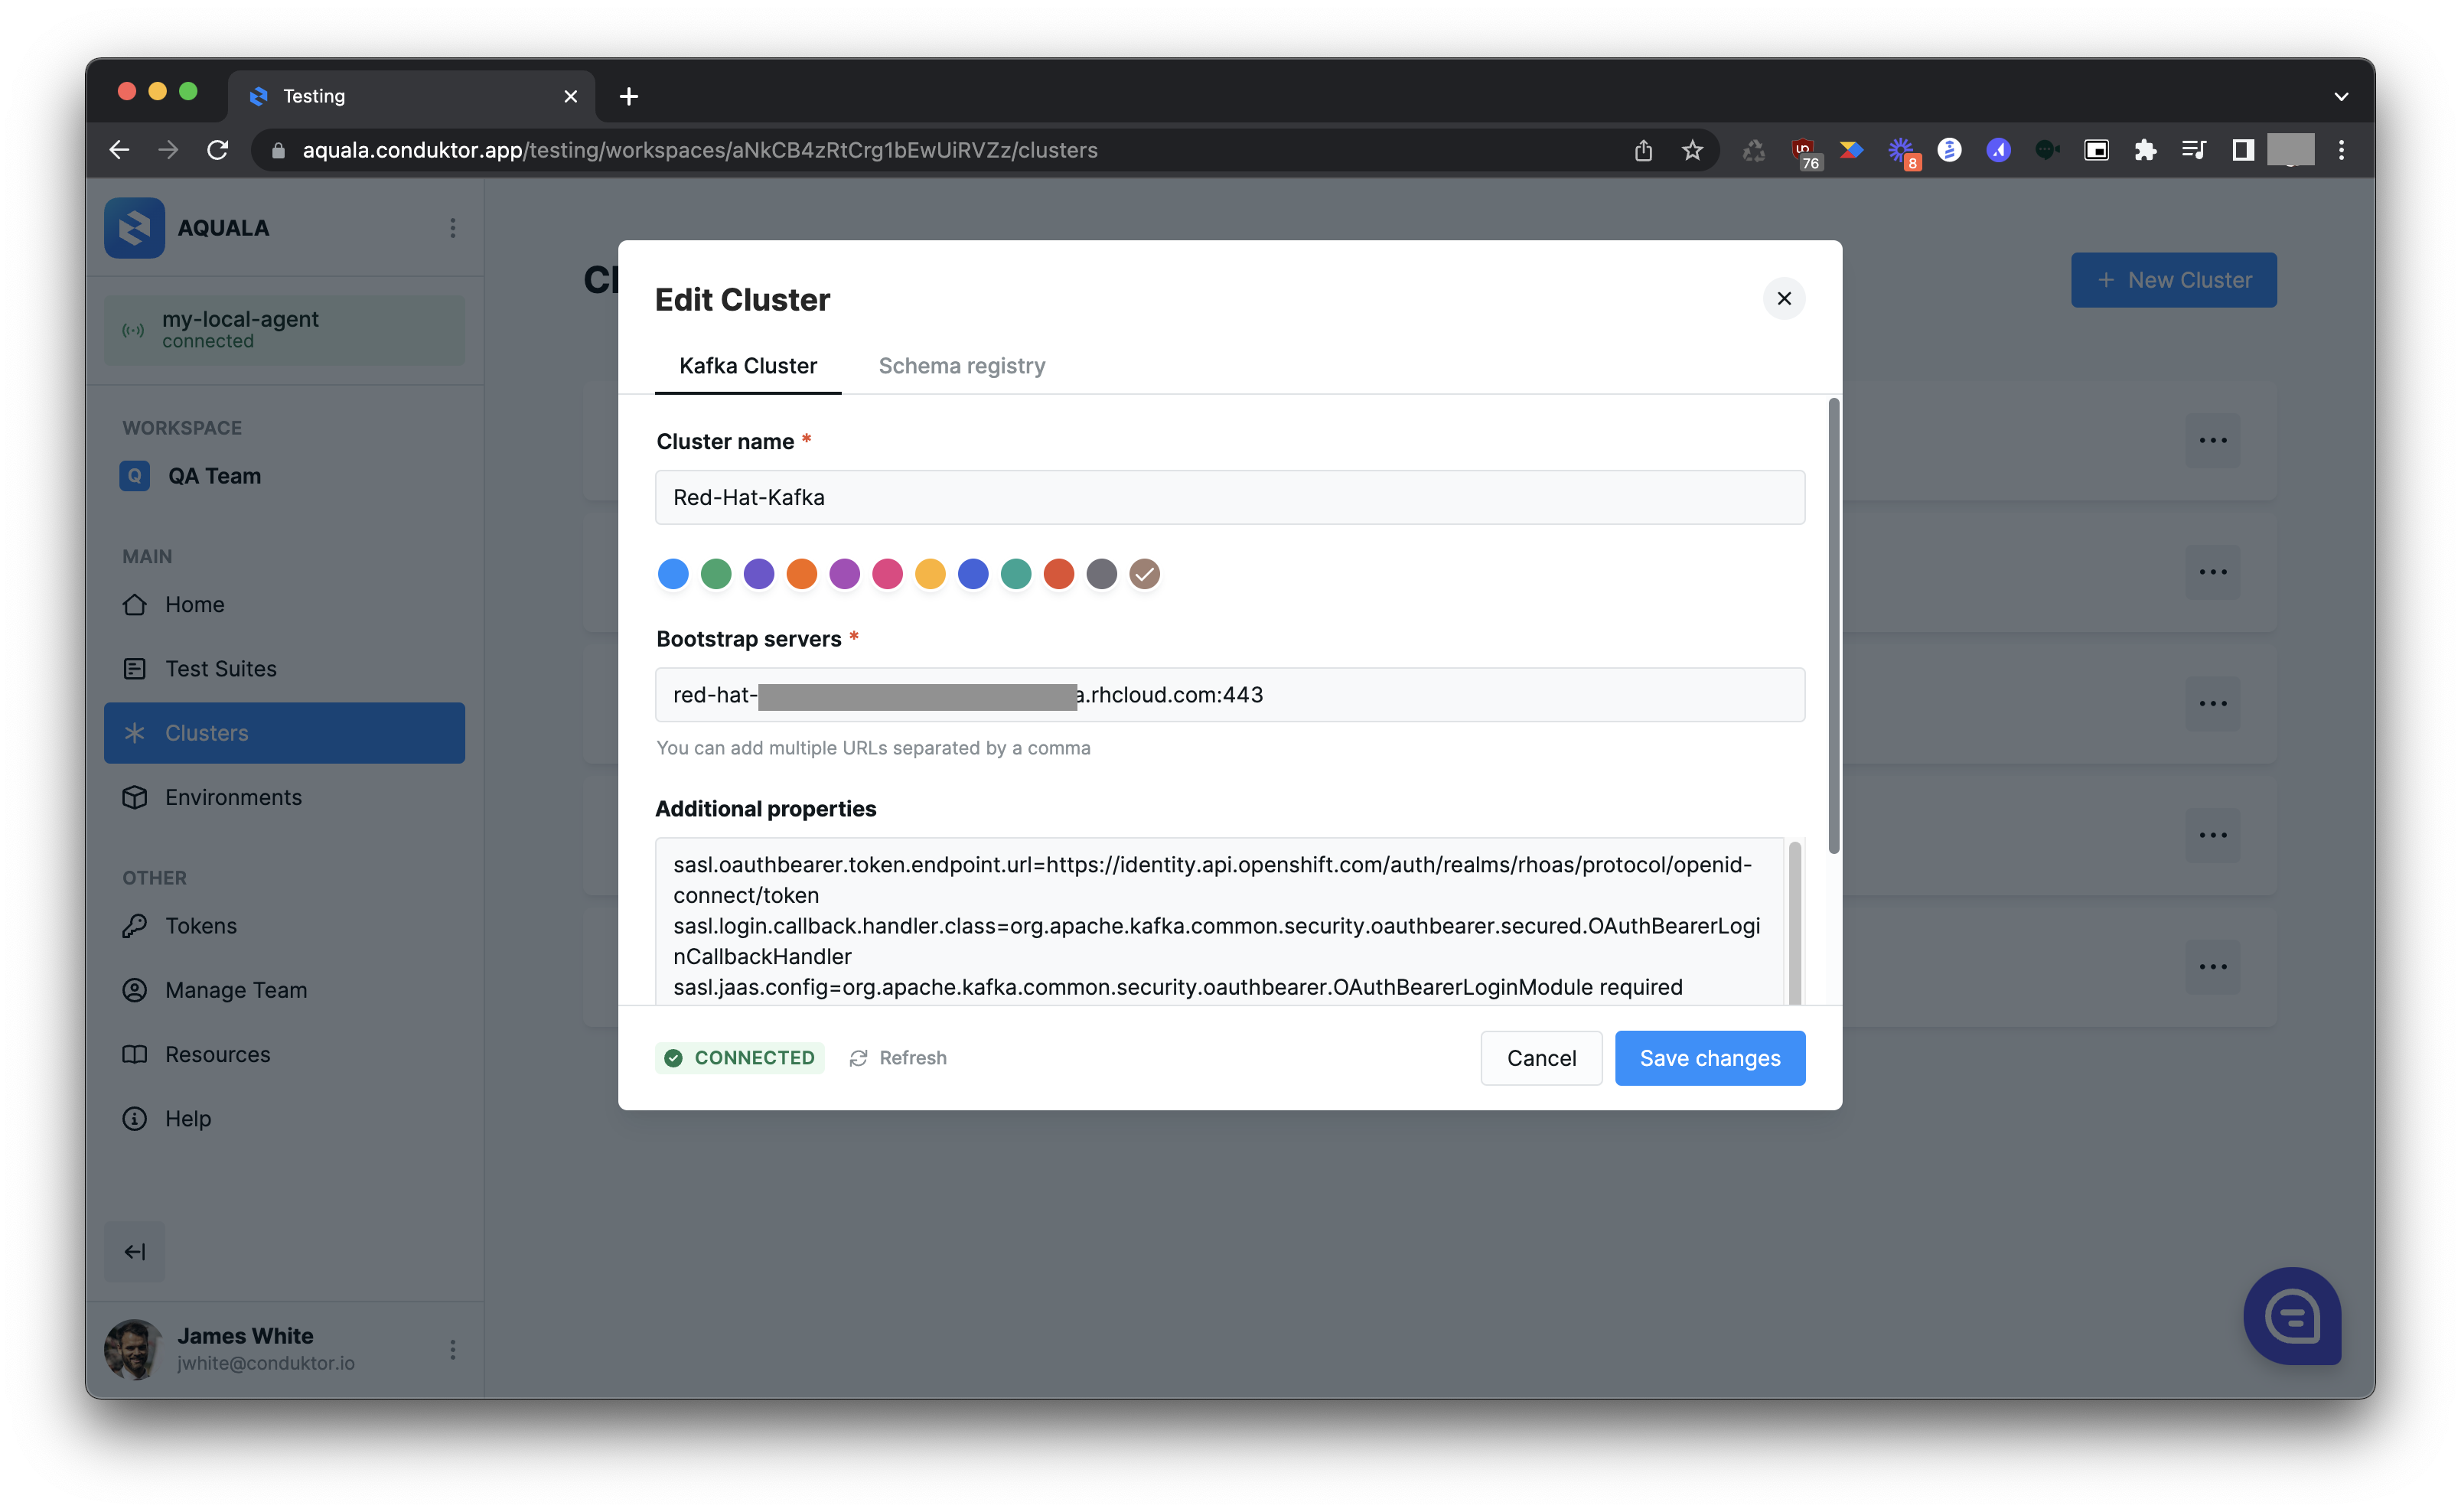 Testing
aquala.conduktor.app/testing/workspaces/aNkCB4zRtCrg1bEwUiRVZz/clusters
76
8
AQUALA
my-local-agent
connected
WORKSPACE
Q QA Team
MAIN
Home
Test Suites
Clusters
Environments
OTHER
Tokens
Manage Team
Resources
Help
James White
jwhite@conduktor.io
Cl
+ New Cluster
Edit Cluster
Kafka Cluster
Schema registry
Cluster name *
Red-Hat-Kafka
Bootstrap servers *
red-hat- a.rhcloud.com:443
You can add multiple URLs separated by a comma
Additional properties
sasl.oauthbearer.token.endpoint.url=https://identity.api.openshift.com/auth/realms/rhoas/protocol/openid-
connect/token
sasl.login.callback.handler.class=org.apache.kafka.common.security.oauthbearer.secured.OAuthBearerLogi
nCallbackHandler
sasl.jaas.config=org.apache.kafka.common.security.oauthbearer.OAuthBearerLoginModule required
CONNECTED
Refresh
Cancel
Save changes